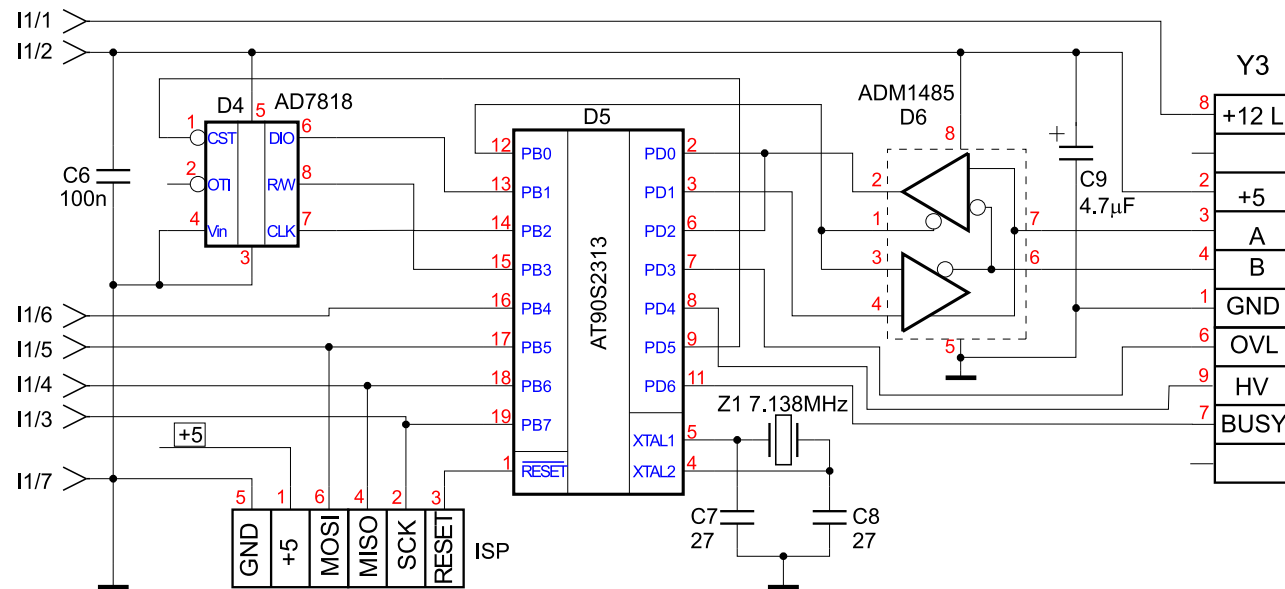 I1/1
I1/2
Y3
D4 AD7818
ADM1485
D6
D5
8 +12 L
5
8
1 CST DIO 6
2 OTI R/W 8
4 Vin CLK 7
3
C6
100n
+
C9
4.7µF
AT90S2313
12 PB0 PD0 2
13 PB1 PD1 3
14 PB2 PD2 6
15 PB3 PD3 7
16 PB4 PD4 8
17 PB5 PD5 9
18 PB6 PD6 11
19 PB7
XTAL1 5
1 RESET XTAL2 4
2
1
3
4
7
6
5
2 +5
3 A
4 B
1 GND
6 OVL
9 HV
7 BUSY
I1/6
I1/5
I1/4
I1/3
+5
I1/7
Z1 7.138MHz
C7
27
C8
27
5 1 6 4 2 3
GND +5 MOSI MISO SCK RESET
ISP